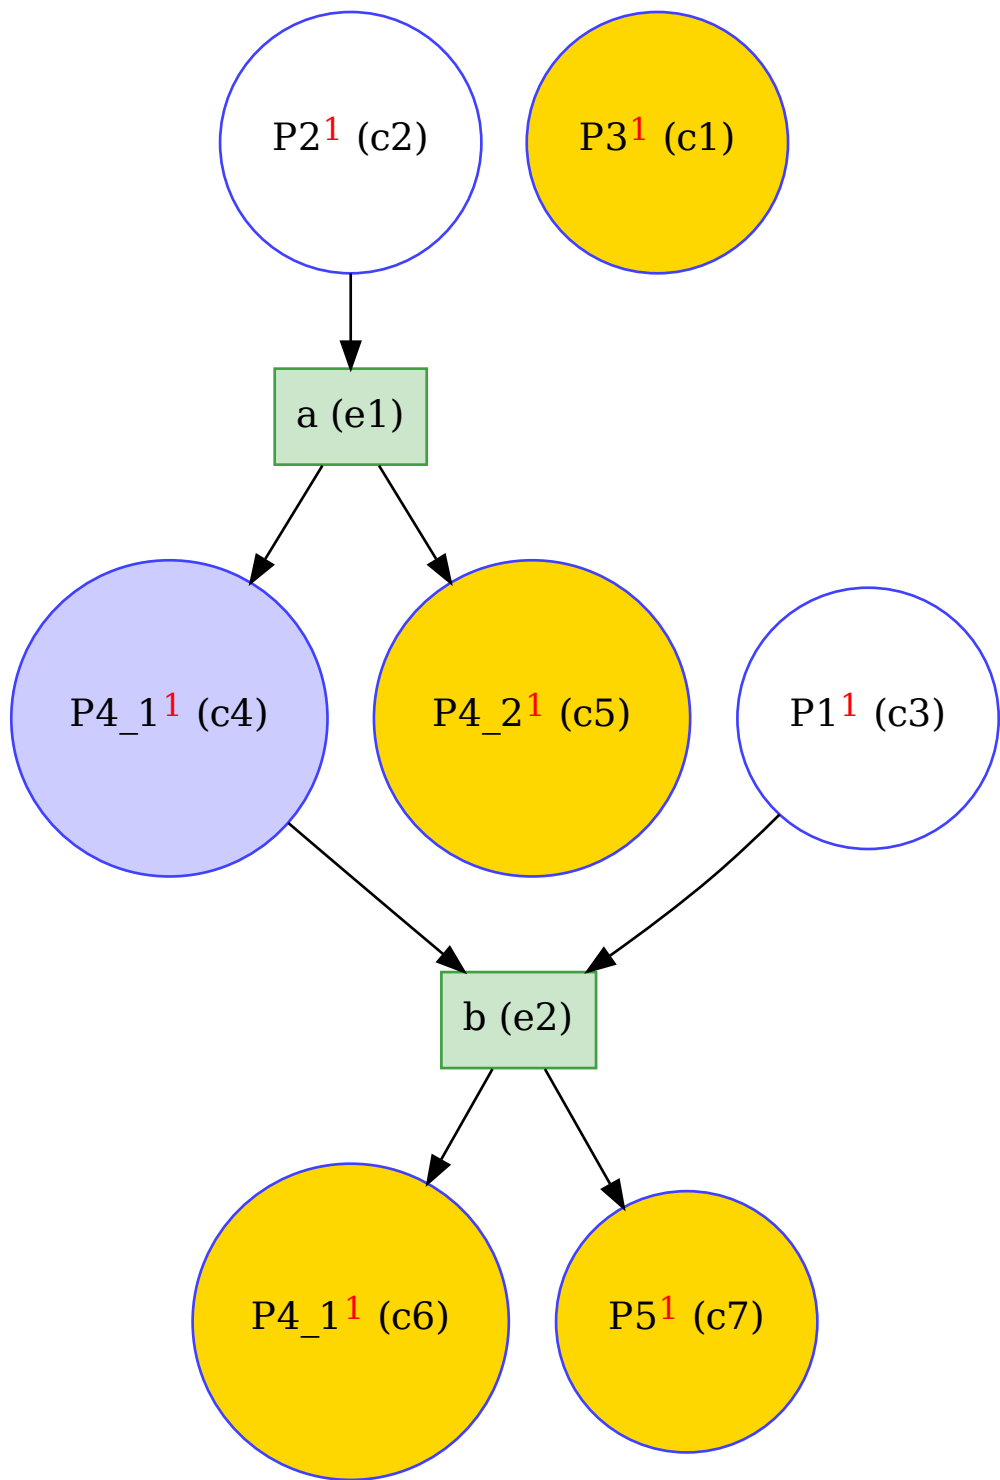 P2¹ (c2)
P3¹ (c1)
a (e1)
P4_1¹ (c4)
P4_2¹ (c5)
P1¹ (c3)
b (e2)
P4_1¹ (c6)
P5¹ (c7)